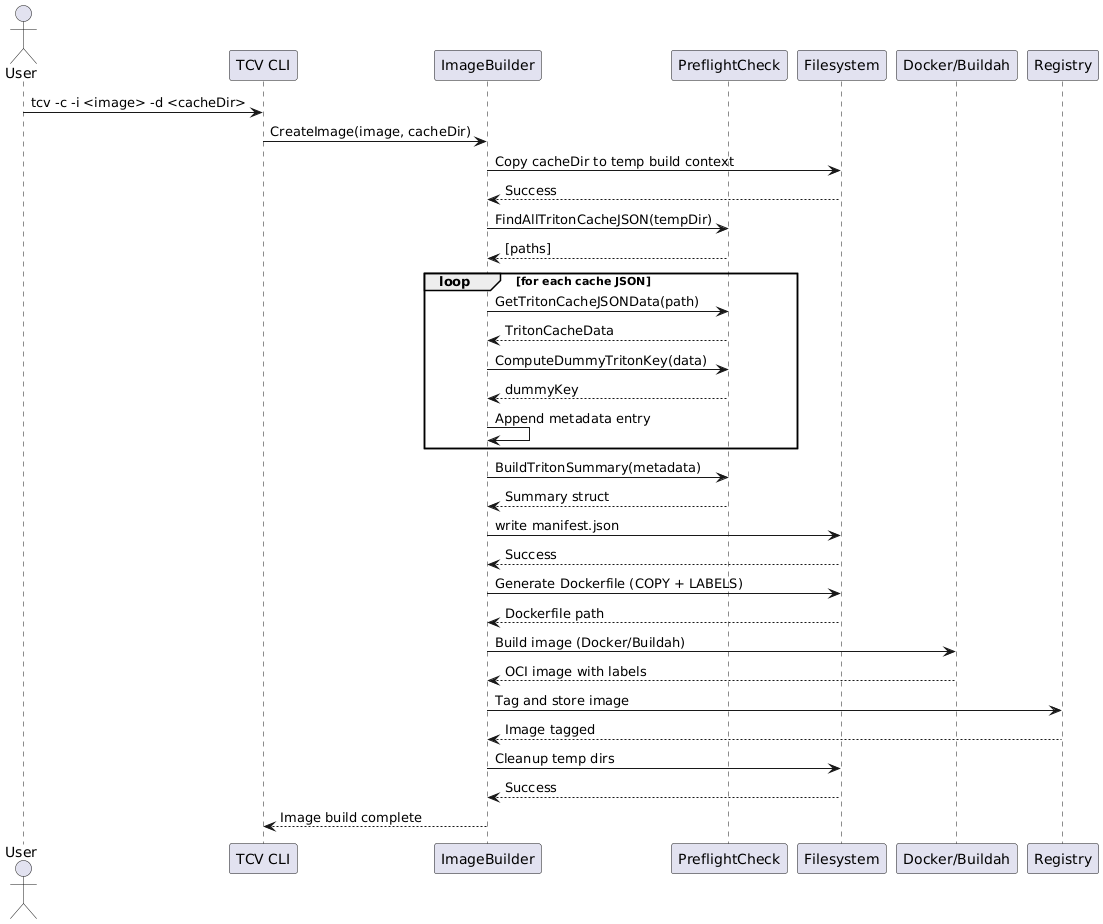 User
TCV CLI
ImageBuilder
PreflightCheck
Filesystem
Docker/Buildah
Registry
tcv -c -i <image> -d <cacheDir>
CreateImage(image, cacheDir)
Copy cacheDir to temp build context
Success
FindAllTritonCacheJSON(tempDir)
[paths]
loop
[for each cache JSON]
GetTritonCacheJSONData(path)
TritonCacheData
ComputeDummyTritonKey(data)
dummyKey
Append metadata entry
BuildTritonSummary(metadata)
Summary struct
write manifest.json
Success
Generate Dockerfile (COPY + LABELS)
Dockerfile path
Build image (Docker/Buildah)
OCI image with labels
Tag and store image
Image tagged
Cleanup temp dirs
Success
Image build complete
User
TCV CLI
ImageBuilder
PreflightCheck
Filesystem
Docker/Buildah
Registry